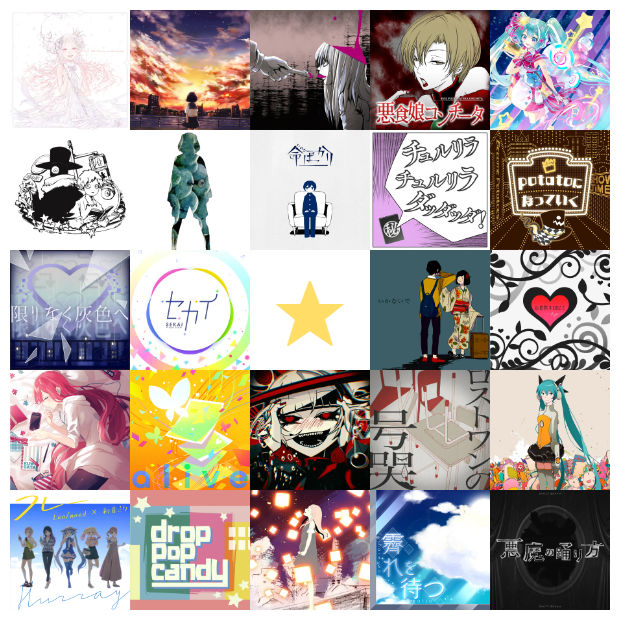 悪食娘コンチータ
命ばっかり
チュルリラ
チュルリラ
ダッダッダ!
㊙
potatoに
なっていく
限りなく灰色へ
セカイ
SEKAI
いかないで
alive
ロストワンの
号哭
フレー
Hurray
drop
pop
candy
霽れを
待つ
悪魔の踊り方